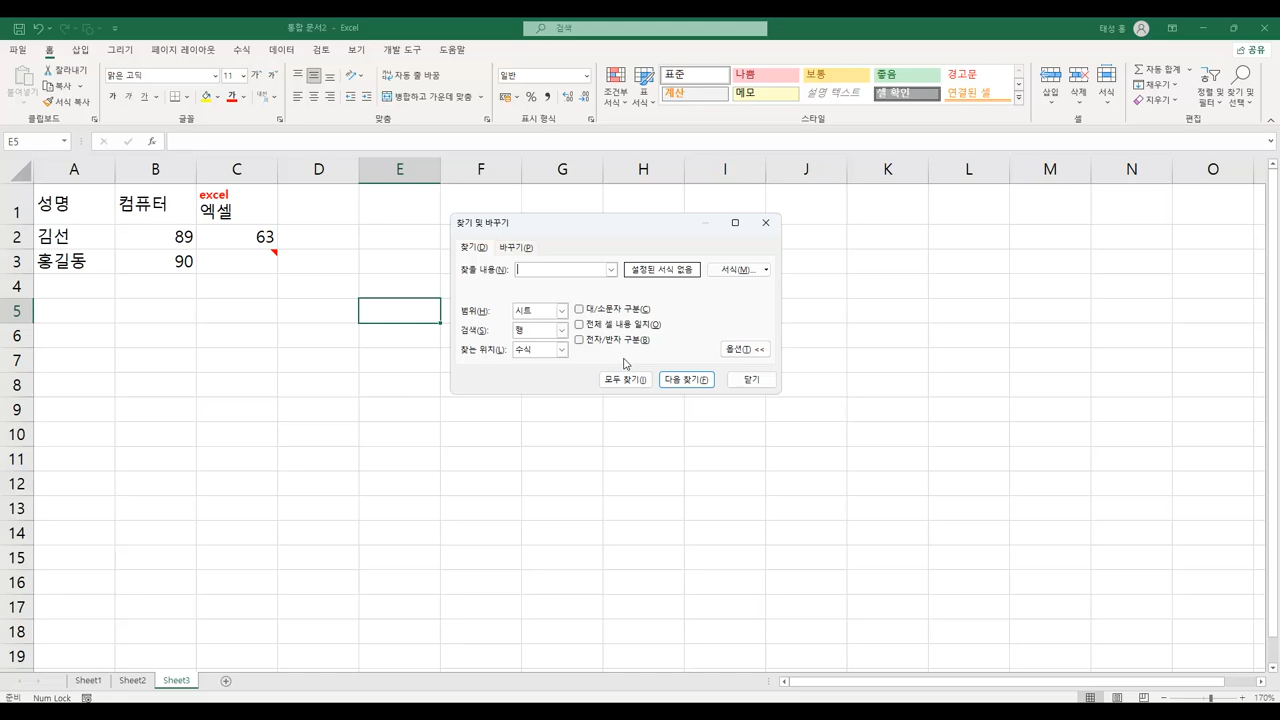 통합 문서2 - Excel
검색
태성 홍
파일 홈 삽입 그리기 페이지 레이아웃 수식 데이터 검토 보기 개발 도구 도움말
공유
붙여넣기
잘라내기
복사
서식 복사
클립보드
맑은 고딕 11
가 가 가 가 가
글꼴
자동 줄 바꿈
병합하고 가운데 맞춤
맞춤
일반
표시 형식
조건부 서식
표 서식
표준 나쁨 보통 좋음 경고문
계산 메모 설명 텍스트 셀 확인 연결된 셀
스타일
삽입 삭제 서식
셀
자동 합계
채우기
지우기
정렬 및 필터
찾기 및 선택
편집
E5
fx
A B C D E F G H I J K L M N O
1 성명 컴퓨터 excel 엑셀
2 김선 89 63
3 홍길동 90
4
5
6
7
8
9
10
11
12
13
14
15
16
17
18
19
찾기 및 바꾸기
찾기(D) 바꾸기(P)
찾을 내용(N): 설정된 서식 없음 서식(M)...
범위(H): 시트 대/소문자 구분(C)
검색(S): 행 전체 셀 내용 일치(O)
찾는 위치(L): 수식 전자/반자 구분(B)
옵션(T) <<
모두 찾기(I) 다음 찾기(F) 닫기
Sheet1 Sheet2 Sheet3
준비 Num Lock 170%